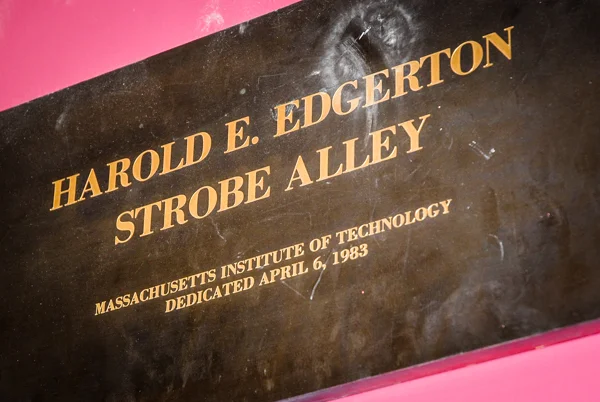 HAROLD E. EDGERTON
STROBE ALLEY
MASSACHUSETTS INSTITUTE OF TECHNOLOGY
DEDICATED APRIL 6, 1983